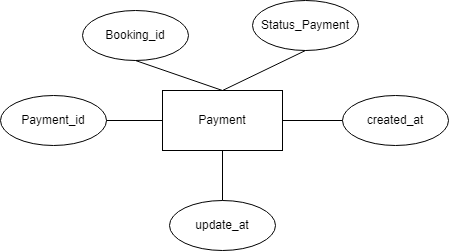 Status_Payment
Booking_id
Payment_id
Payment
created_at
update_at